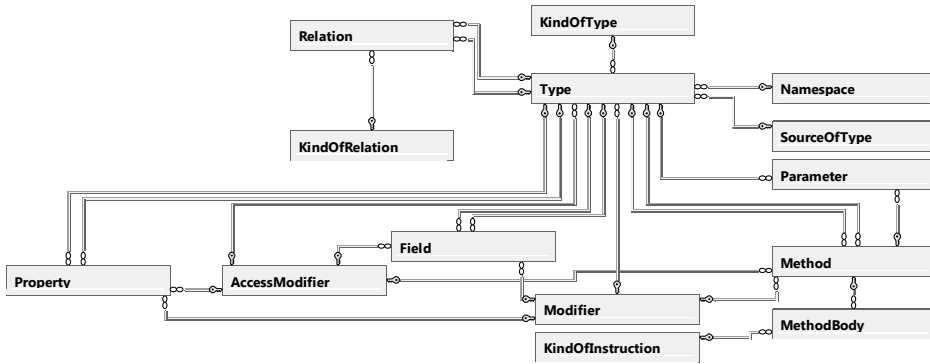 KindOfType
Relation
Type
Namespace
SourceOfType
KindOfRelation
Parameter
Field
Method
Property
AccessModifier
Modifier
MethodBody
KindOfInstruction